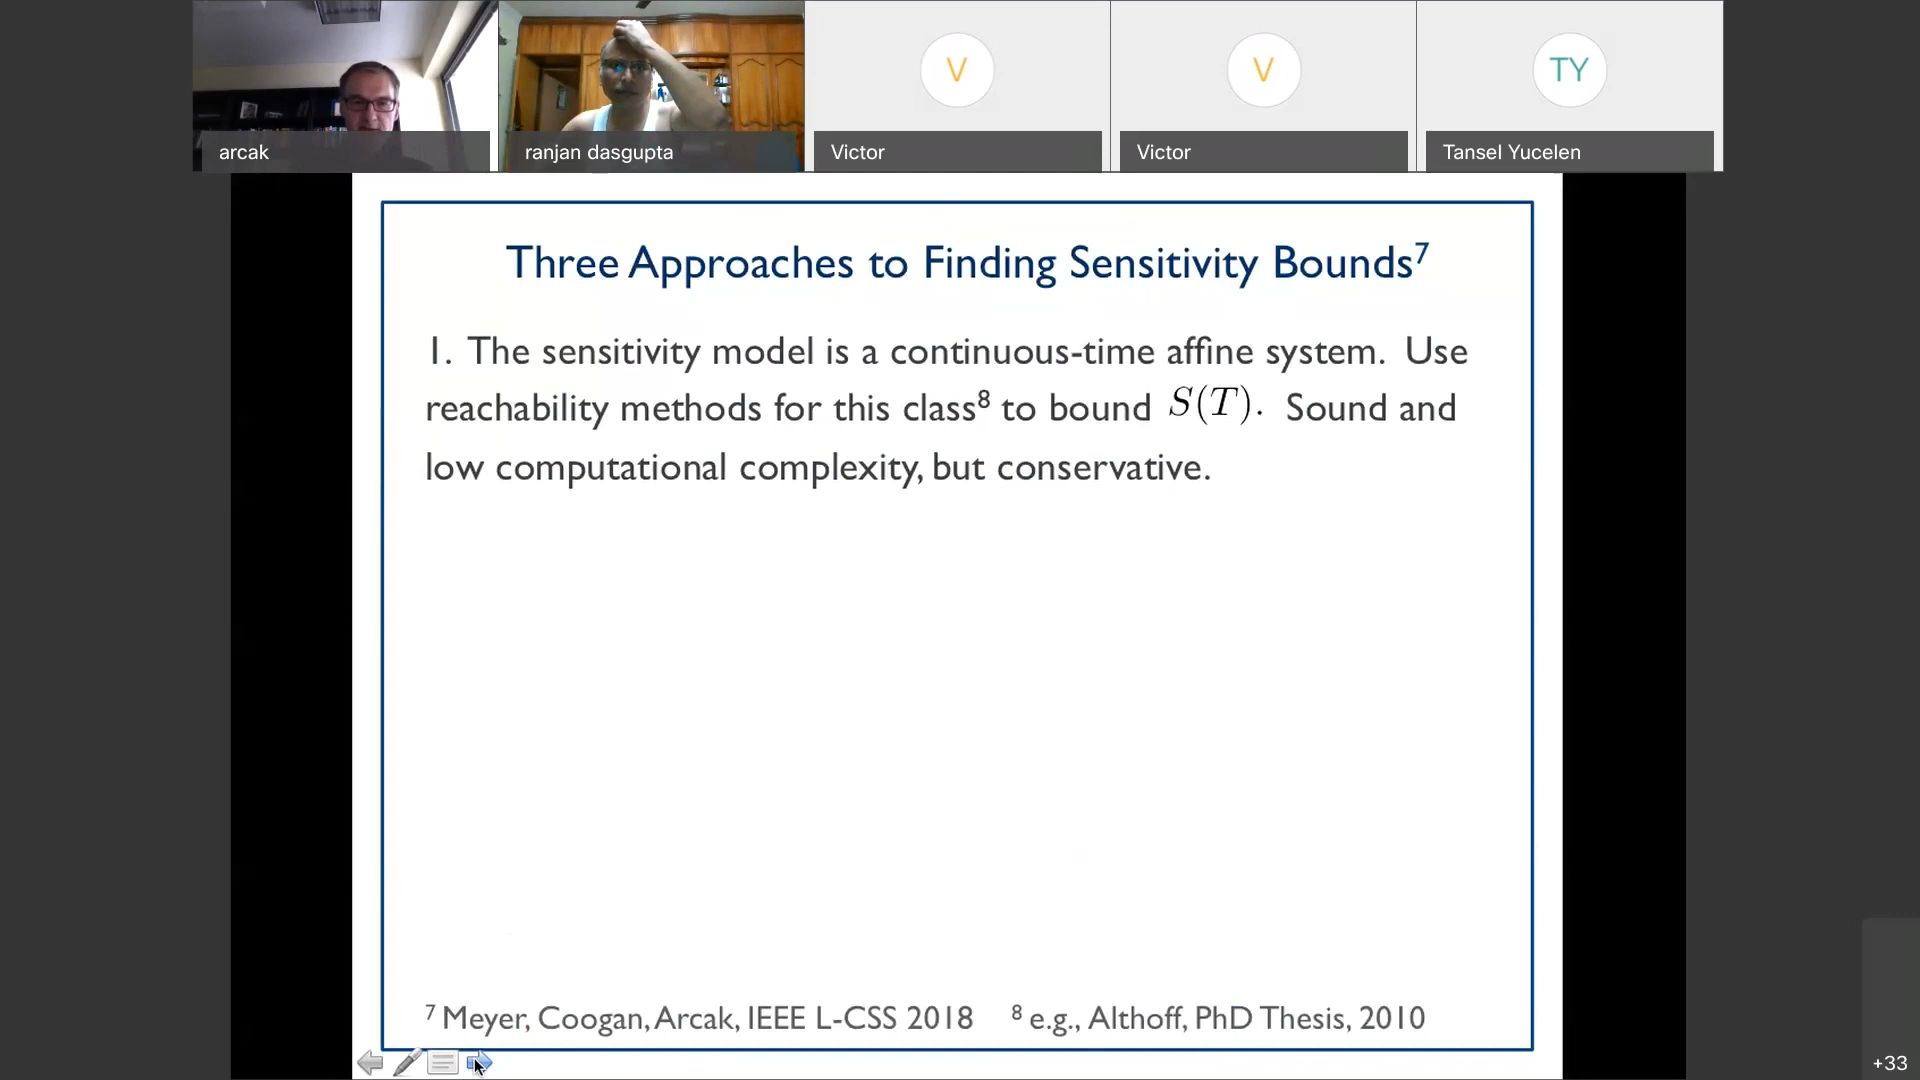 V
V
TY
arcak
ranjan dasgupta
Victor
Victor
Tansel Yucelen
Three Approaches to Finding Sensitivity Bounds⁷
1. The sensitivity model is a continuous-time affine system. Use
reachability methods for this class⁸ to bound S(T). Sound and
low computational complexity, but conservative.
⁷ Meyer, Coogan, Arcak, IEEE L-CSS 2018 ⁸ e.g., Althoff, PhD Thesis, 2010
+33